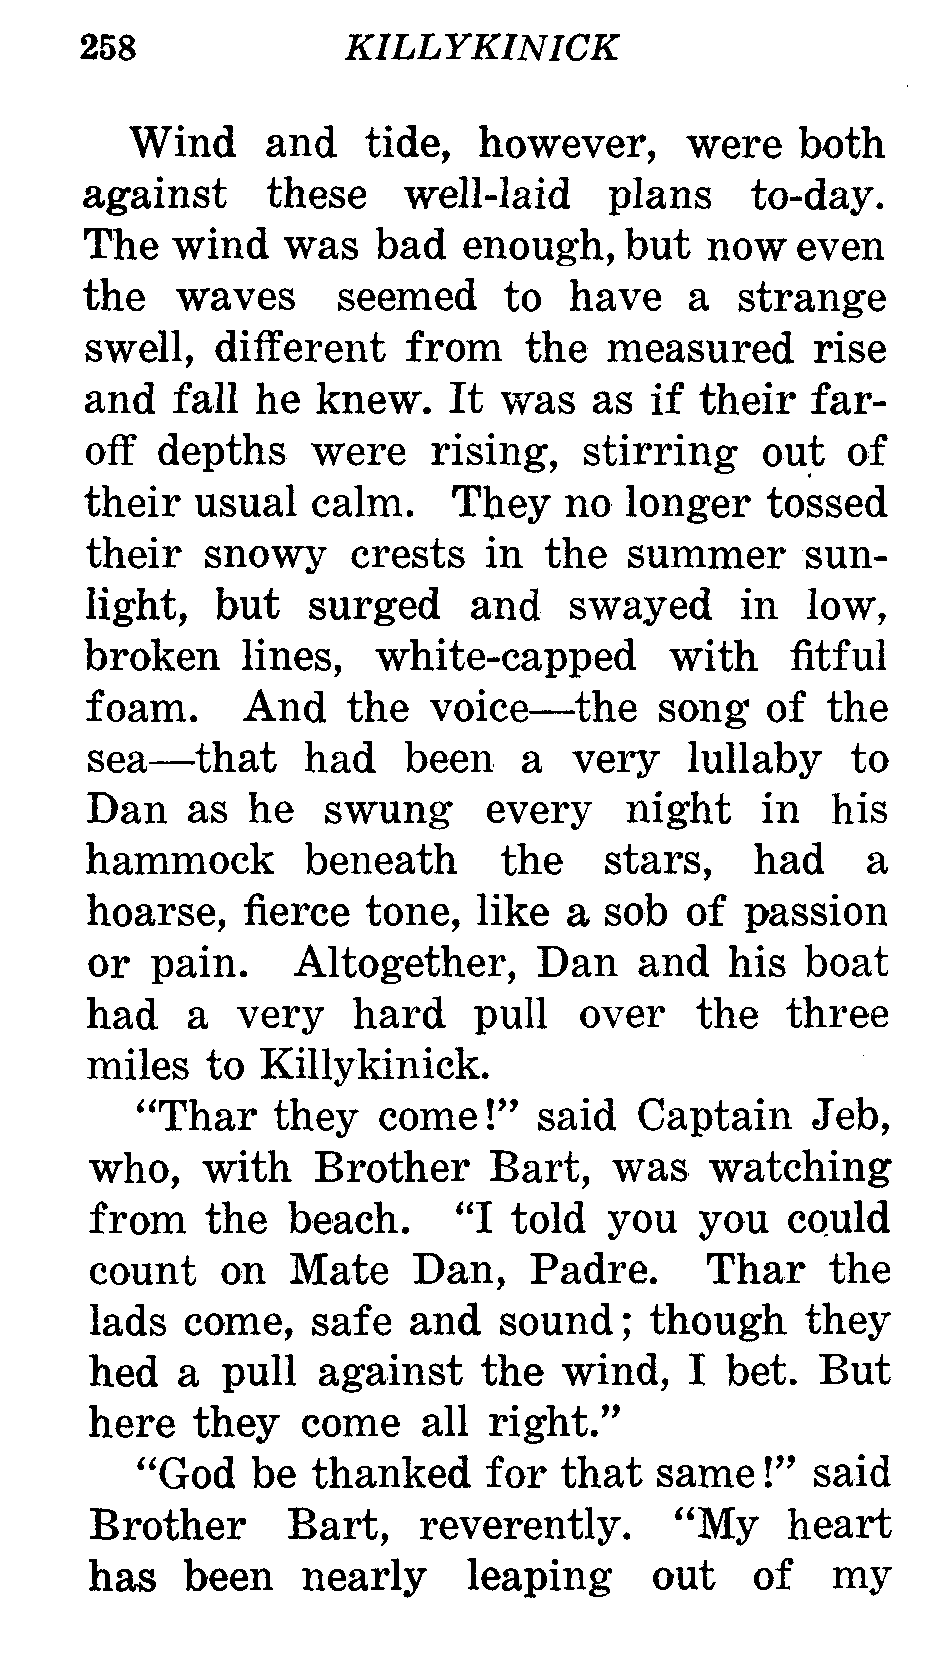 258 KILLYKINICK
Wind and tide, however, were both
against these well-laid plans to-day.
The wind was bad enough, but now even
the waves seemed to have a strange
swell, different from the measured rise
and fall he knew. It was as if their far-
off depths were rising, stirring out of
their usual calm. They no longer tossed
their snowy crests in the summer sun-
light, but surged and swayed in low,
broken lines, white-capped with fitful
foam. And the voice—the song of the
sea—that had been a very lullaby to
Dan as he swung every night in his
hammock beneath the stars, had a
hoarse, fierce tone, like a sob of passion
or pain. Altogether, Dan and his boat
had a very hard pull over the three
miles to Killykinick.
"Thar they come!" said Captain Jeb,
who, with Brother Bart, was watching
from the beach. "I told you you could
count on Mate Dan, Padre. Thar the
lads come, safe and sound; though they
hed a pull against the wind, I bet. But
here they come all right."
"God be thanked for that same!" said
Brother Bart, reverently. "My heart
has been nearly leaping out of my